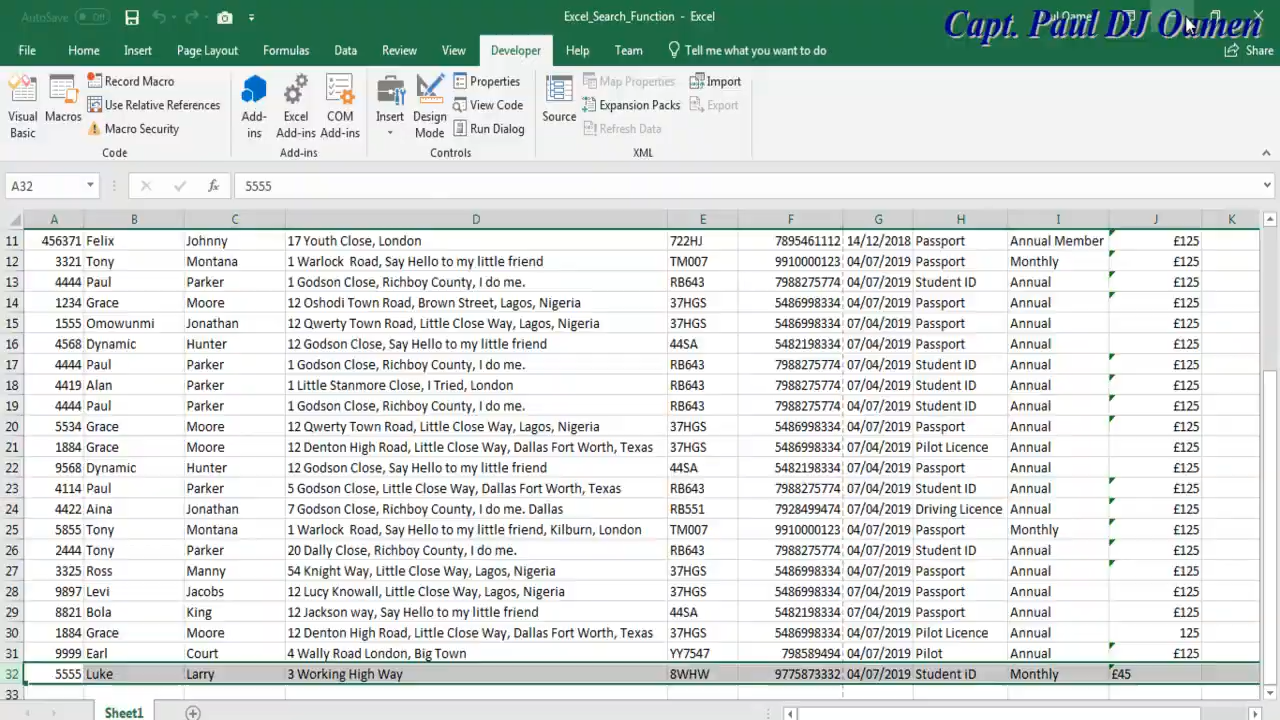 AutoSave Off
Excel_Search_Function - Excel
Capt. Paul DJ Oamen
File Home Insert Page Layout Formulas Data Review View Developer Help Team Tell me what you want to do Share
Visual Basic
Macros
Record Macro
Use Relative References
Macro Security
Code
Add-ins
Excel Add-ins
COM Add-ins
Add-ins
Insert
Design Mode
Properties
View Code
Run Dialog
Controls
Source
Map Properties
Expansion Packs
Refresh Data
Import
Export
XML
A32 fx 5555
A B C D E F G H I J K
11 456371 Felix Johnny 17 Youth Close, London 722HJ 7895461112 14/12/2018 Passport Annual Member £125
12 3321 Tony Montana 1 Warlock Road, Say Hello to my little friend TM007 9910000123 04/07/2019 Passport Monthly £125
13 4444 Paul Parker 1 Godson Close, Richboy County, I do me. RB643 7988275774 04/07/2019 Student ID Annual £125
14 1234 Grace Moore 12 Oshodi Town Road, Brown Street, Lagos, Nigeria 37HGS 5486998334 04/07/2019 Passport Annual £125
15 1555 Omowunmi Jonathan 12 Qwerty Town Road, Little Close Way, Lagos, Nigeria 37HGS 5486998334 07/04/2019 Passport Annual £125
16 4568 Dynamic Hunter 12 Godson Close, Say Hello to my little friend 44SA 5482198334 04/07/2019 Passport Annual £125
17 4444 Paul Parker 1 Godson Close, Richboy County, I do me. RB643 7988275774 04/07/2019 Student ID Annual £125
18 4419 Alan Parker 1 Little Stanmore Close, I Tried, London RB643 7988275774 04/07/2019 Student ID Annual £125
19 4444 Paul Parker 1 Godson Close, Richboy County, I do me. RB643 7988275774 04/07/2019 Student ID Annual £125
20 5534 Grace Moore 12 Qwerty Town Road, Little Close Way, Lagos, Nigeria 37HGS 5486998334 04/07/2019 Passport Annual £125
21 1884 Grace Moore 12 Denton High Road, Little Close Way, Dallas Fort Worth, Texas 37HGS 5486998334 07/04/2019 Pilot Licence Annual £125
22 9568 Dynamic Hunter 12 Godson Close, Say Hello to my little friend 44SA 5482198334 07/04/2019 Passport Annual £125
23 4114 Paul Parker 5 Godson Close, Little Close Way, Dallas Fort Worth, Texas RB643 7988275774 07/04/2019 Student ID Annual £125
24 4422 Aina Jonathan 7 Godson Close, Richboy County, I do me. Dallas RB551 7928499474 07/04/2019 Driving Licence Annual £125
25 5855 Tony Montana 1 Warlock Road, Say Hello to my little friend, Kilburn, London TM007 9910000123 04/07/2019 Passport Monthly £125
26 2444 Tony Parker 20 Dally Close, Richboy County, I do me. RB643 7988275774 04/07/2019 Student ID Annual £125
27 3325 Ross Manny 54 Knight Way, Little Close Way, Lagos, Nigeria 37HGS 5486998334 04/07/2019 Passport Annual £125
28 9897 Levi Jacobs 12 Lucy Knowall, Little Close Way, Lagos, Nigeria 37HGS 5486998334 07/04/2019 Passport Annual £125
29 8821 Bola King 12 Jackson way, Say Hello to my little friend 44SA 5482198334 07/04/2019 Passport Annual £125
30 1884 Grace Moore 12 Denton High Road, Little Close Way, Dallas Fort Worth, Texas 37HGS 5486998334 07/04/2019 Pilot Licence Annual 125
31 9999 Earl Court 4 Wally Road London, Big Town YY7547 798589494 04/07/2019 Pilot Annual £125
32 5555 Luke Larry 3 Working High Way 8WHW 9775873332 04/07/2019 Student iD Monthly £45
33
Sheet1